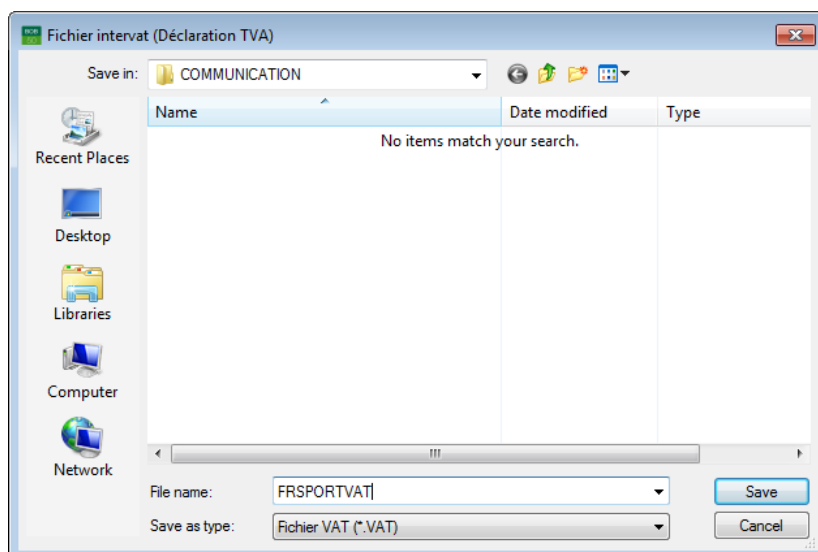 Fichier intervat (Déclaration TVA)
Save in: COMMUNICATION
Name Date modified Type
No items match your search.
Recent Places
Desktop
Libraries
Computer
Network
File name: FRSPORTVAT Save
Save as type: Fichier VAT (*.VAT) Cancel